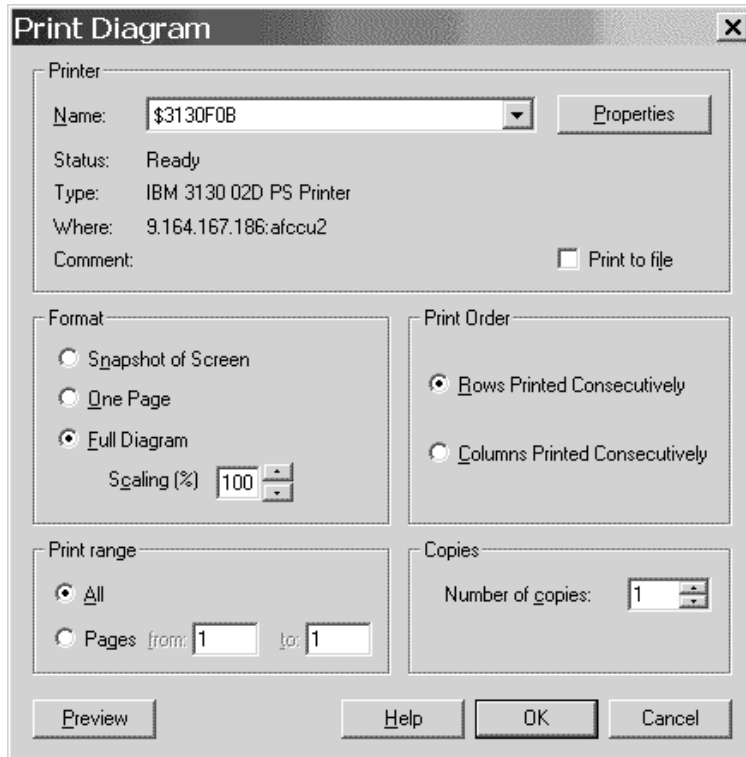 Print Diagram
Printer
Name: $3130F0B Properties
Status: Ready
Type: IBM 3130 02D PS Printer
Where: 9.164.167.186:afccu2
Comment: Print to file
Format
Snapshot of Screen
One Page
Full Diagram
Scaling (%) 100
Print Order
Rows Printed Consecutively
Columns Printed Consecutively
Print range
All
Pages from: 1 to: 1
Copies
Number of copies: 1
Preview Help OK Cancel